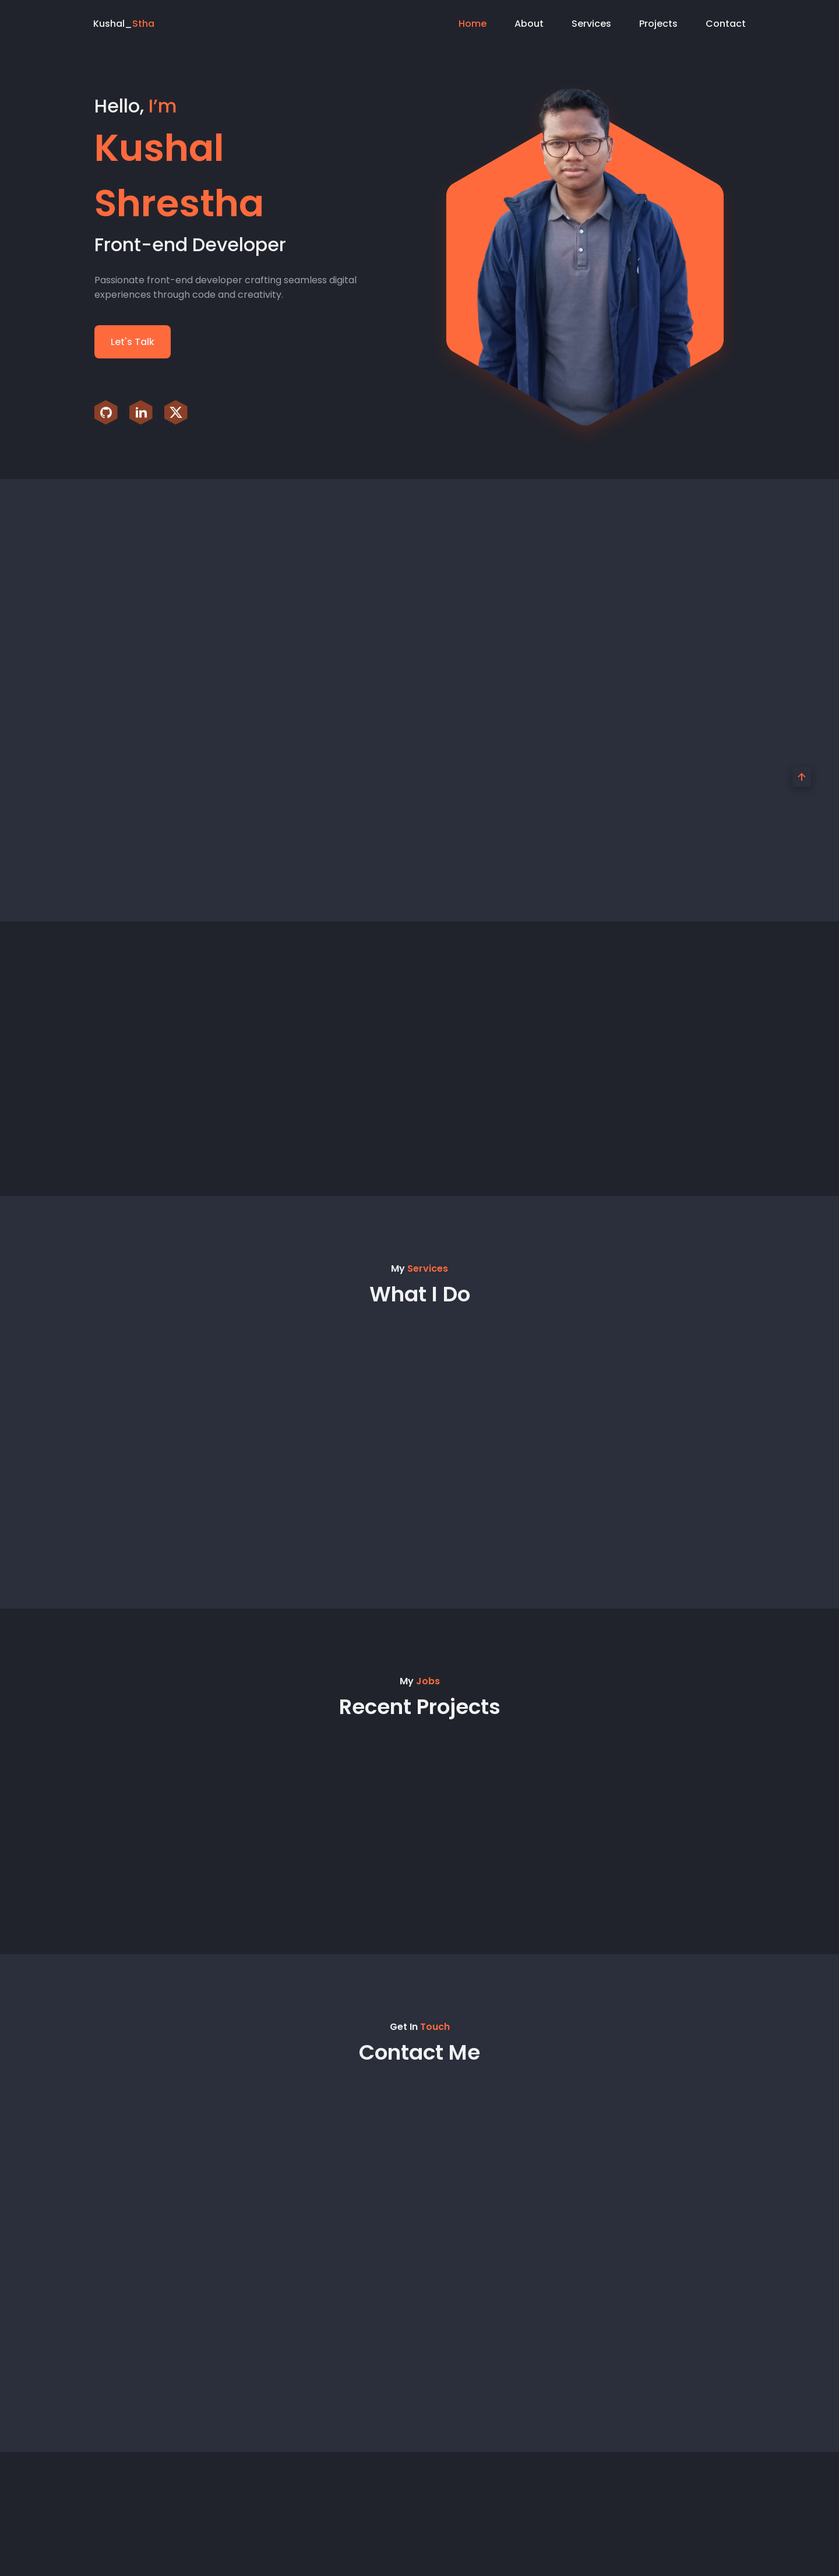 Kushal_Stha
Home About Services Projects Contact
Hello, I’m
Kushal
Shrestha
Front-end Developer
Passionate front-end developer crafting seamless digital
experiences through code and creativity.
Let's Talk
My Services
What I Do
My Jobs
Recent Projects
Get In Touch
Contact Me